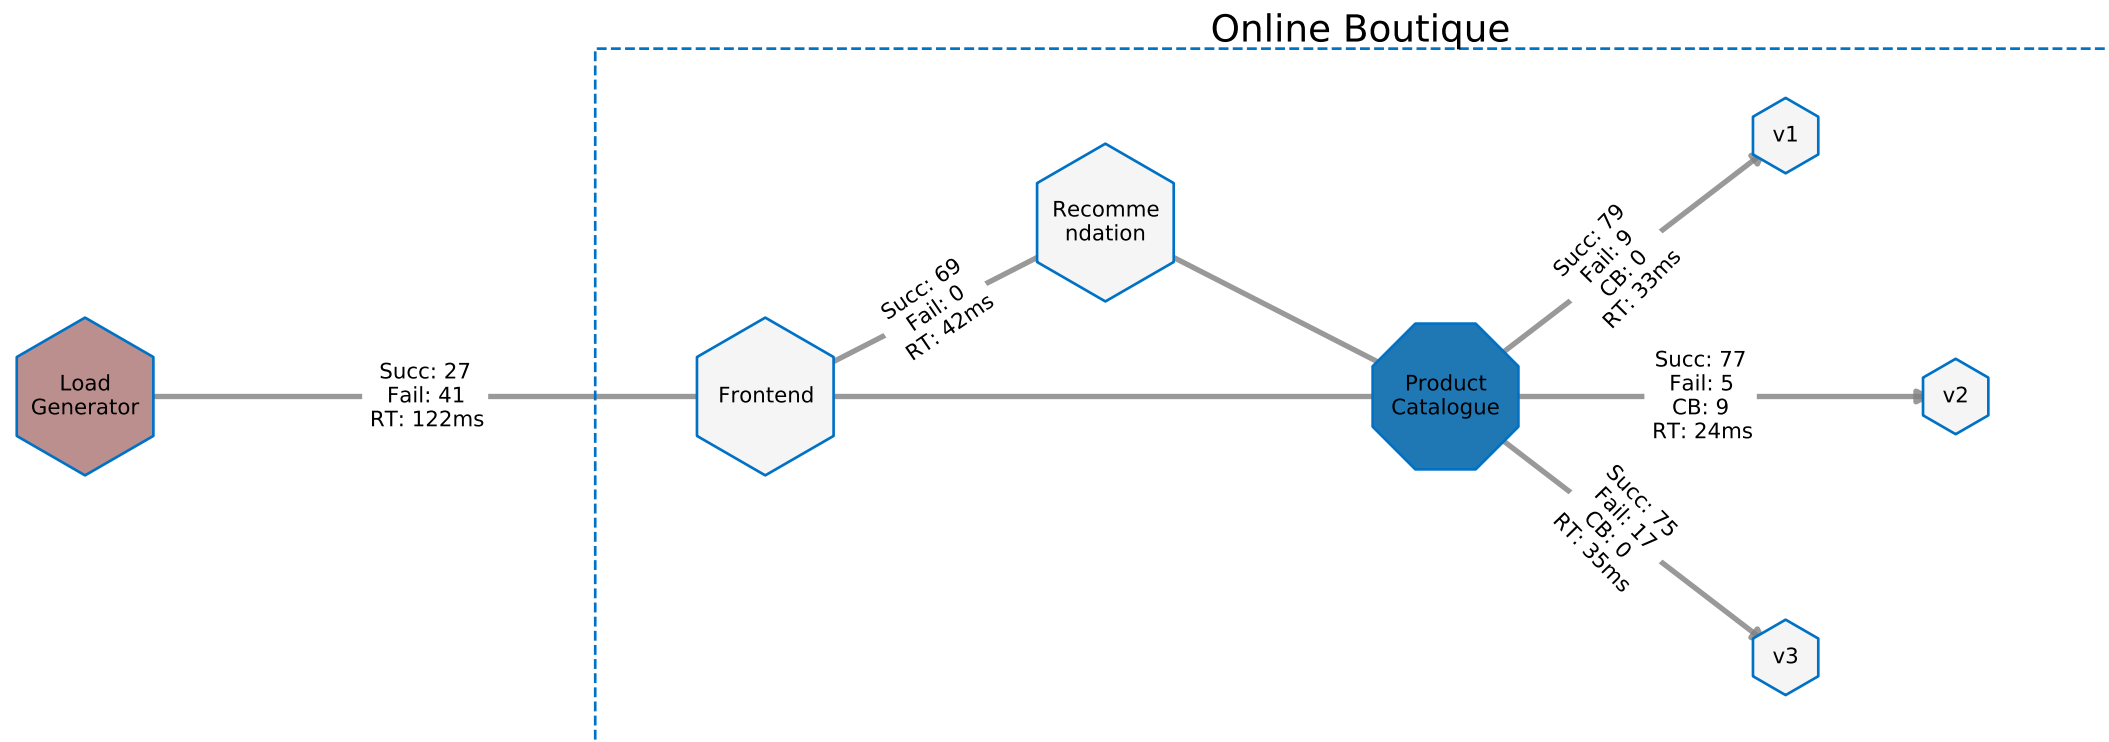 Online Boutique
Load
Generator
Succ: 27
Fail: 41
RT: 122ms
Frontend
Succ: 69
Fail: 0
RT: 42ms
Recomme
ndation
Product
Catalogue
Succ: 79
Fail: 9
CB: 0
RT: 33ms
v1
Succ: 77
Fail: 5
CB: 9
RT: 24ms
v2
Succ: 75
Fail: 17
CB: 0
RT: 35ms
v3